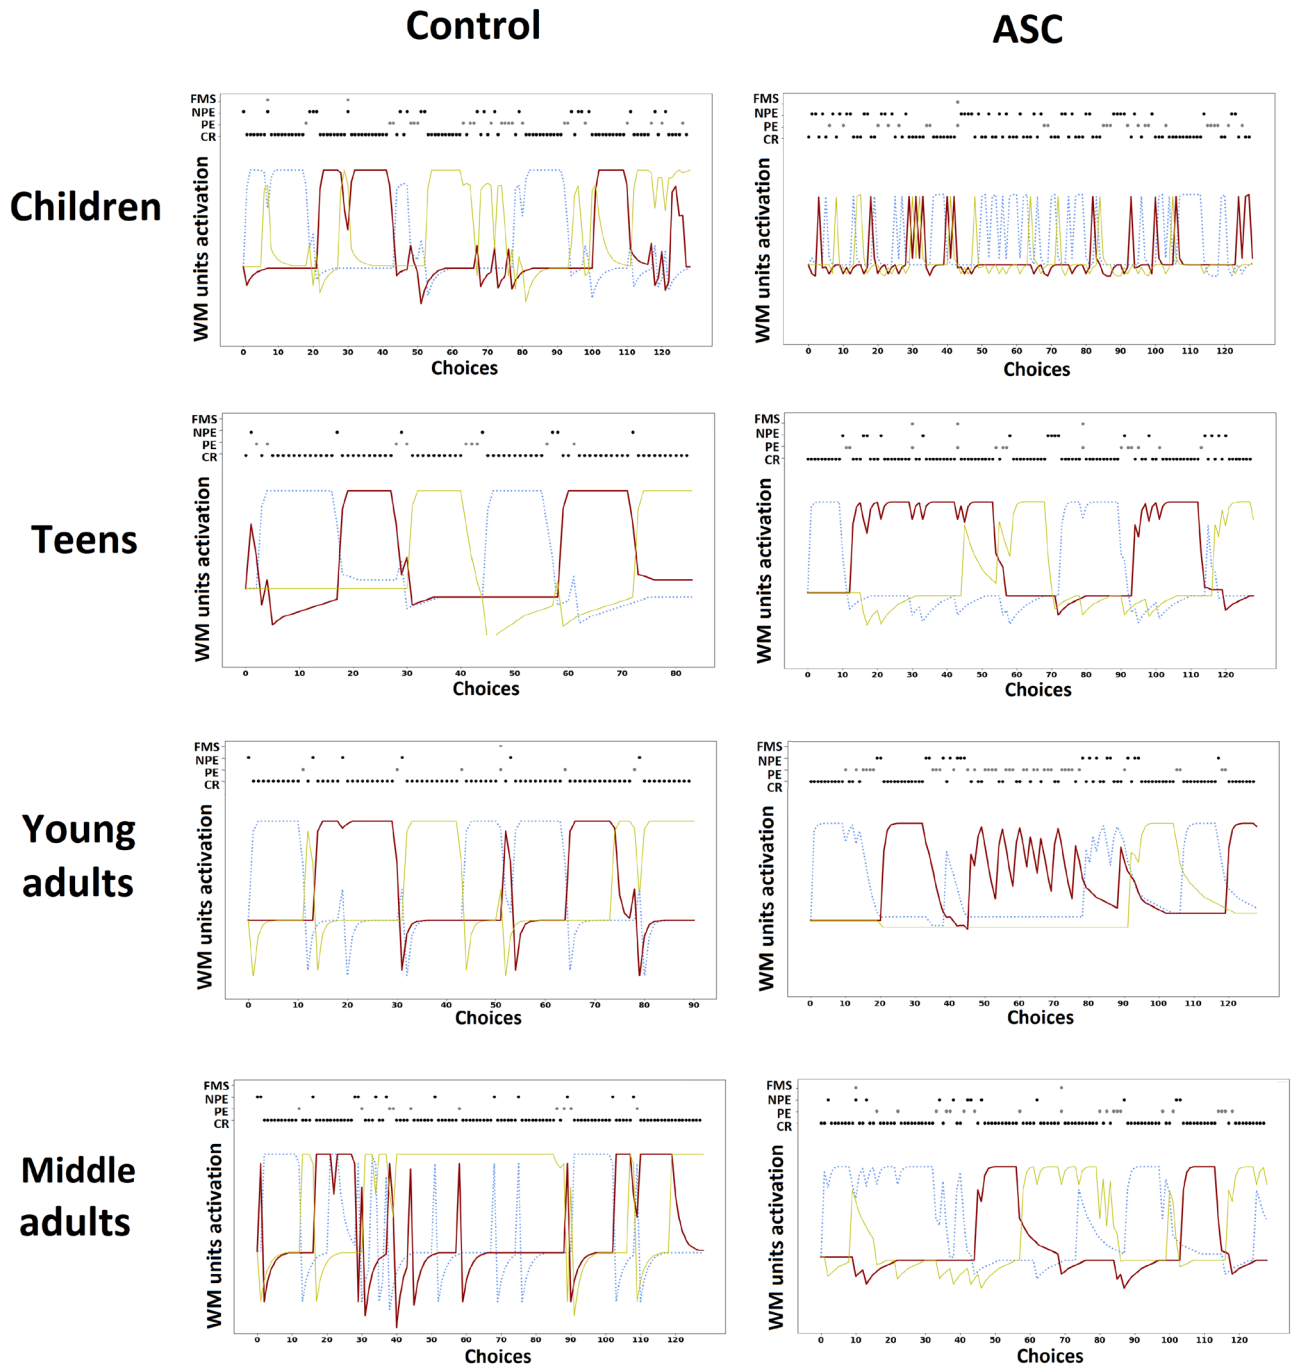 Control
ASC
Children
FMS
NPE
PE
CR
WM units activation
0 10 20 30 40 50 60 70 80 90 100 110 120
Choices
FMS
NPE
PE
CR
WM units activation
0 10 20 30 40 50 60 70 80 90 100 110 120
Choices
Teens
FMS
NPE
PE
CR
WM units activation
0 10 20 30 40 50 60 70 80
Choices
FMS
NPE
PE
CR
WM units activation
0 10 20 30 40 50 60 70 80 90 100 110 120
Choices
Young
adults
FMS
NPE
PE
CR
WM units activation
0 10 20 30 40 50 60 70 80 90
Choices
FMS
NPE
PE
CR
WM units activation
0 10 20 30 40 50 60 70 80 90 100 110 120
Choices
Middle
adults
FMS
NPE
PE
CR
WM units activation
0 10 20 30 40 50 60 70 80 90 100 110 120
Choices
FMS
NPE
PE
CR
WM units activation
0 10 20 30 40 50 60 70 80 90 100 110 120
Choices